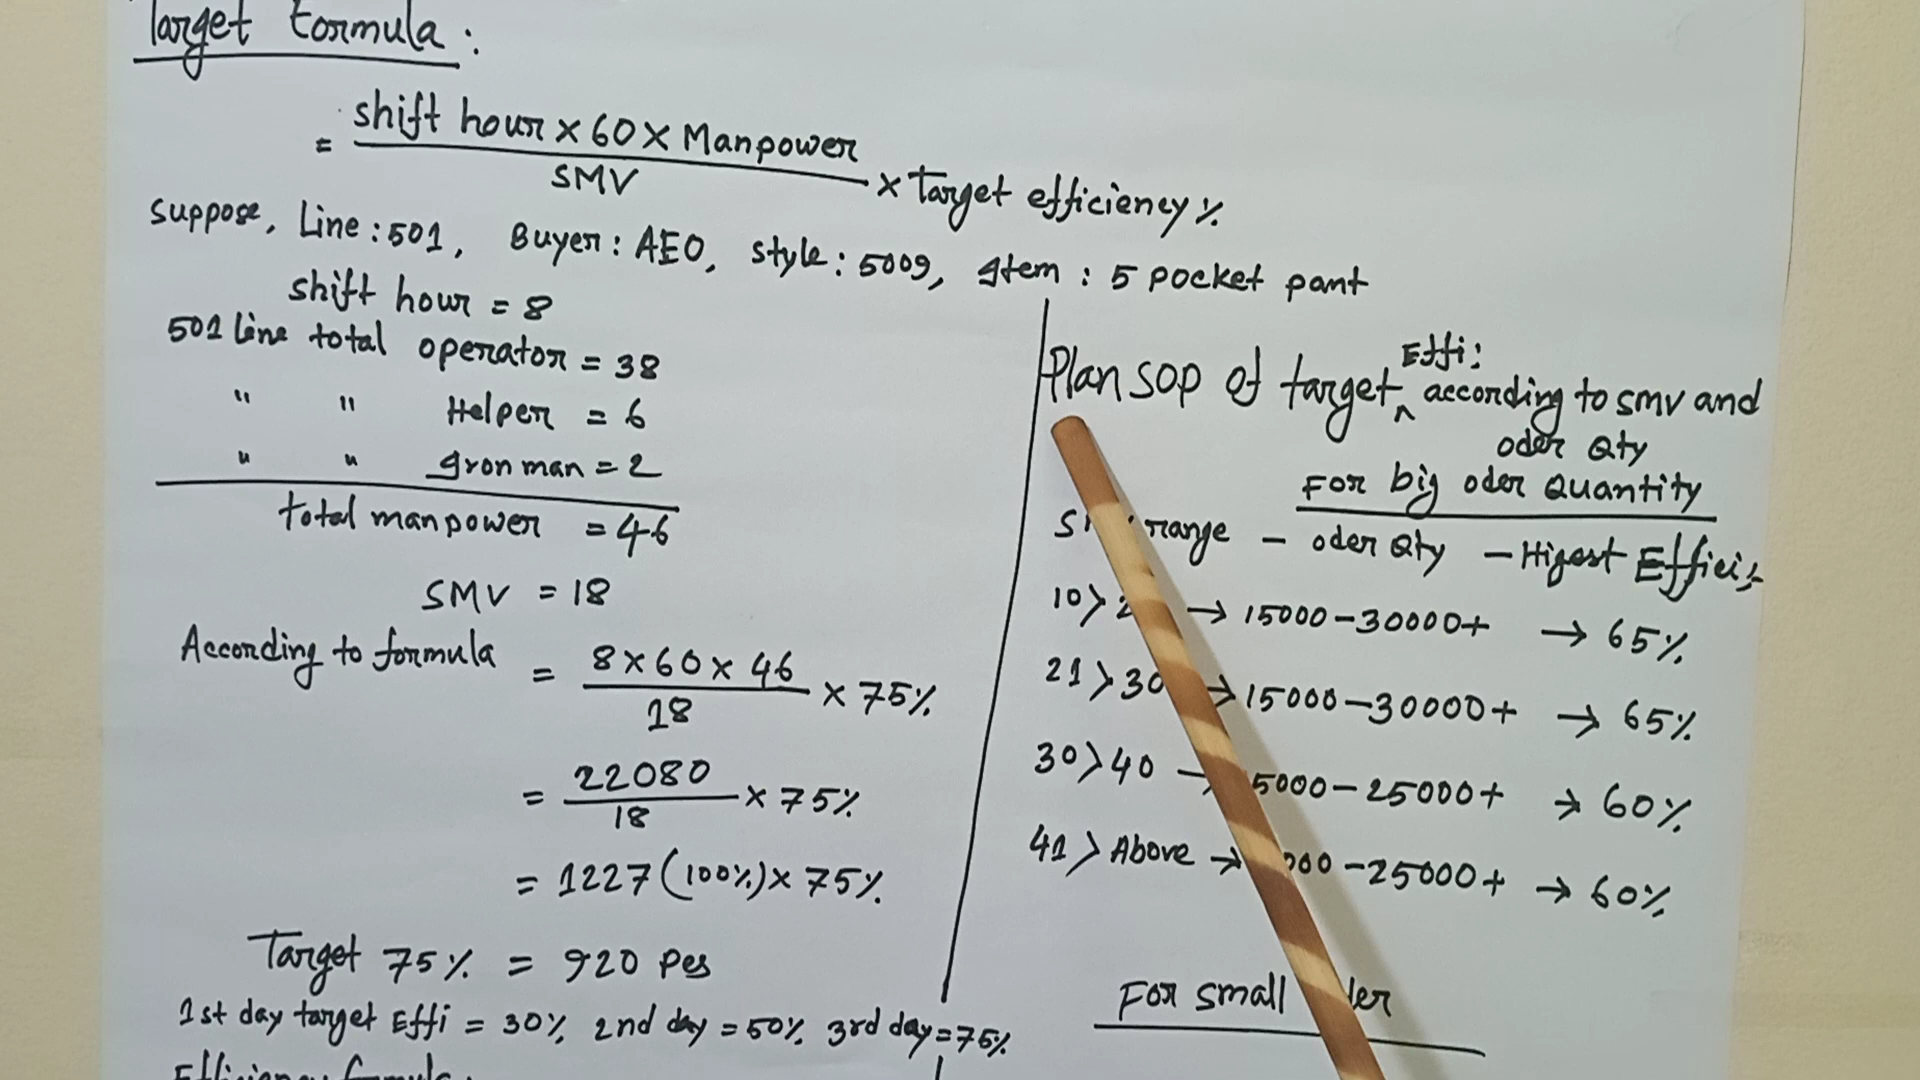 Target Formula :
= shift hour × 60 × Manpower
SMV
× Target efficiency %
suppose, Line : 501, Buyer : AEO, style : 5009, Item : 5 pocket pant
shift hour = 8
501 line total operator = 38
" " Helper = 6
" " Iron man = 2
total manpower = 46
SMV = 18
According to formula = 8 × 60 × 46
18
× 75%
= 22080
18
× 75%
= 1227 (100%) × 75%
Target 75% = 920 Pes
1st day target Effi = 30%, 2nd day = 50%, 3rd day = 75%
Plan SOP of target Effi: according to smv and
oder Qty
For big oder Quantity
range - oder Qty - Higest Efficis
10> → 15000-30000+ → 65%
21>30 → 15000-30000+ → 65%
30>40 → 5000-25000+ → 60%
41> Above → 000-25000+ → 60%
For small